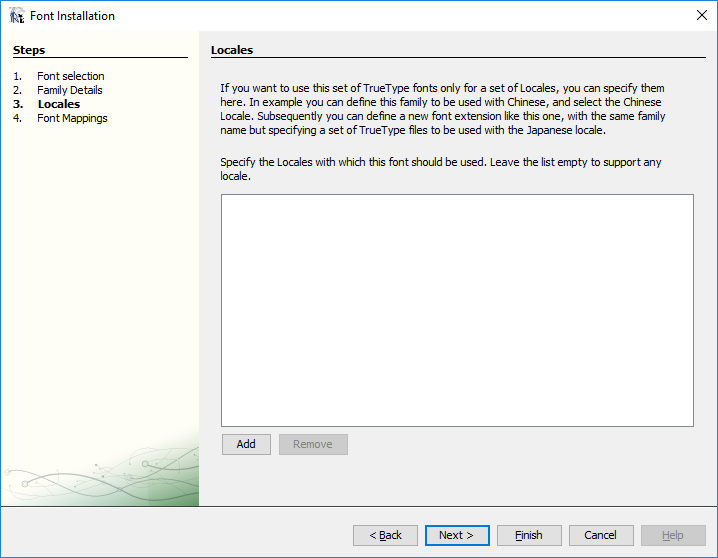 Font Installation
Steps
1. Font selection
2. Family Details
3. Locales
4. Font Mappings
Locales
If you want to use this set of TrueType fonts only for a set of Locales, you can specify them
here. In example you can define this family to be used with Chinese, and select the Chinese
Locale. Subsequently you can define a new font extension like this one, with the same family
name but specifying a set of TrueType files to be used with the Japanese locale.
Specify the Locales with which this font should be used. Leave the list empty to support any
locale.
Add
Remove
< Back
Next >
Finish
Cancel
Help